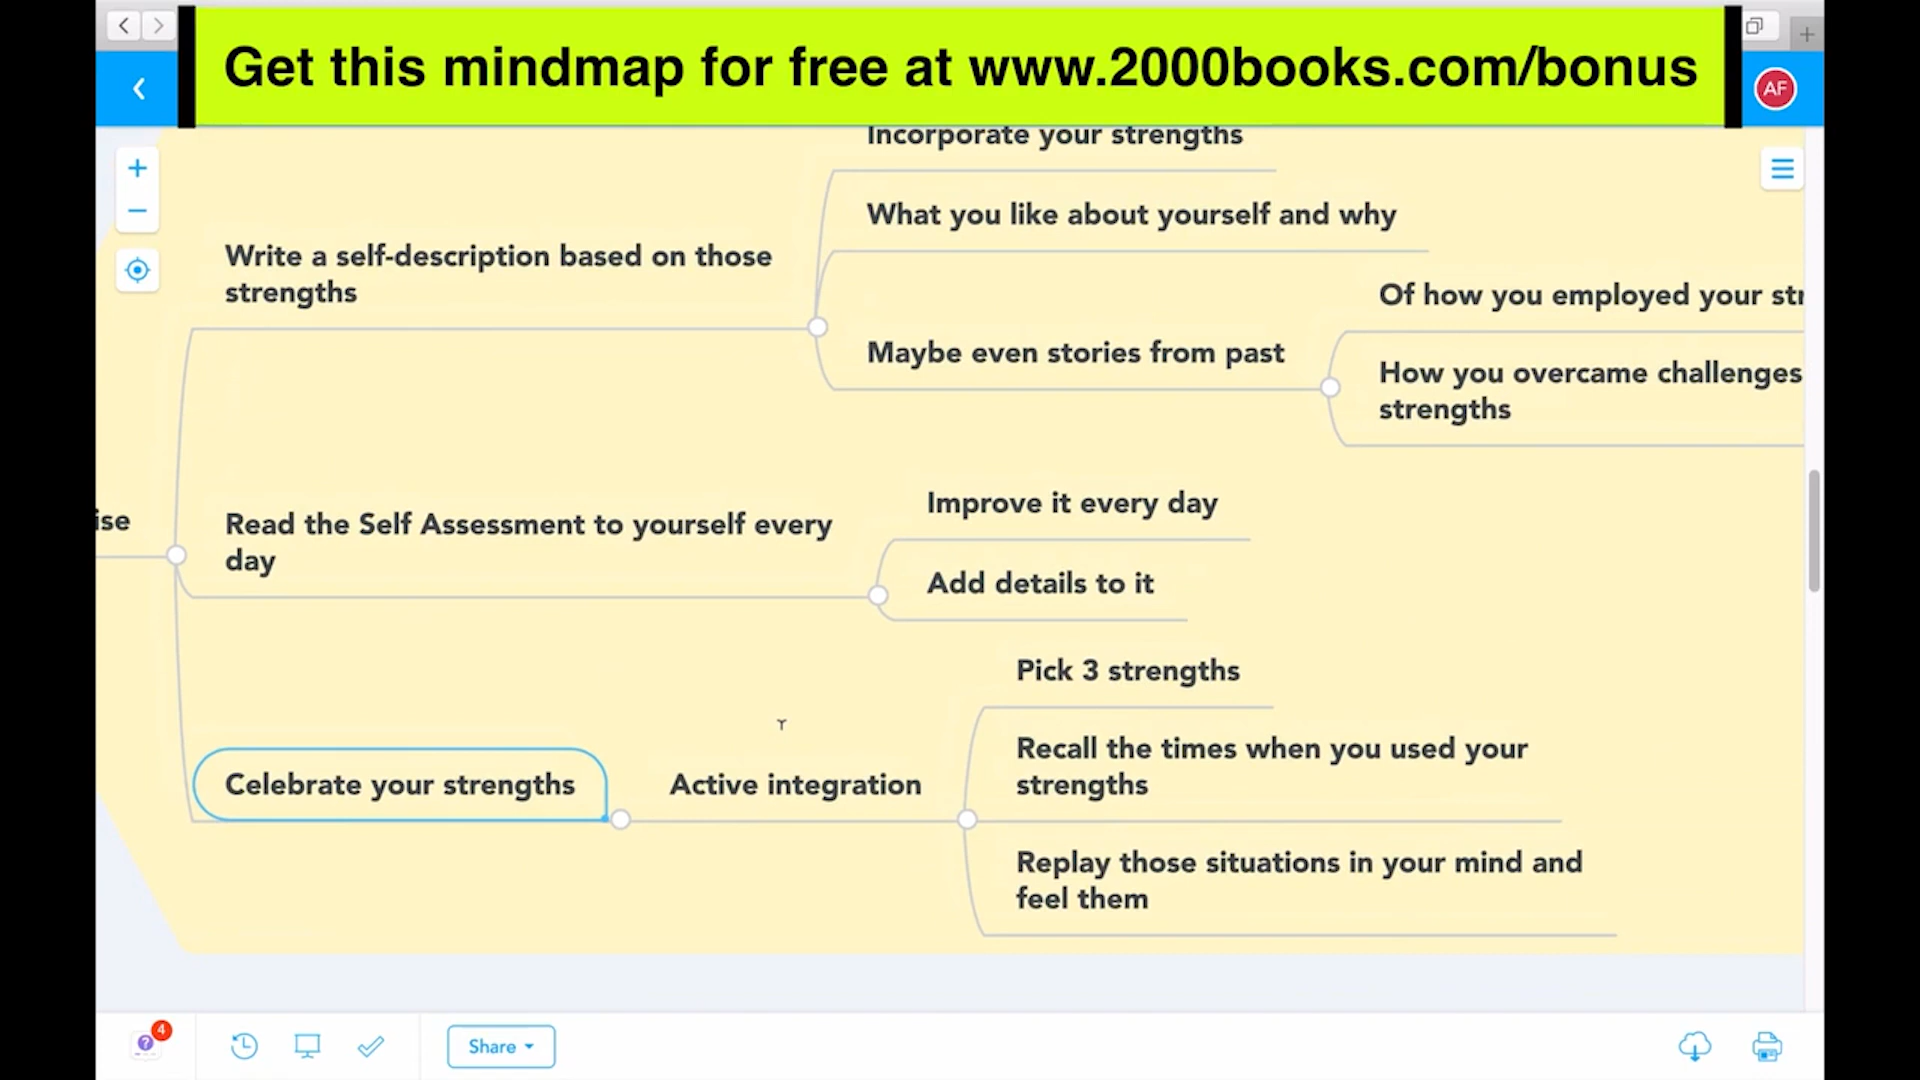 Get this mindmap for free at www.2000books.com/bonus
AF
Incorporate your strengths
What you like about yourself and why
Write a self-description based on those
strengths
Of how you employed your str
Maybe even stories from past
How you overcame challenges
strengths
Improve it every day
ise
Read the Self Assessment to yourself every
day
Add details to it
Pick 3 strengths
Recall the times when you used your
strengths
Celebrate your strengths
Active integration
Replay those situations in your mind and
feel them
4
Share